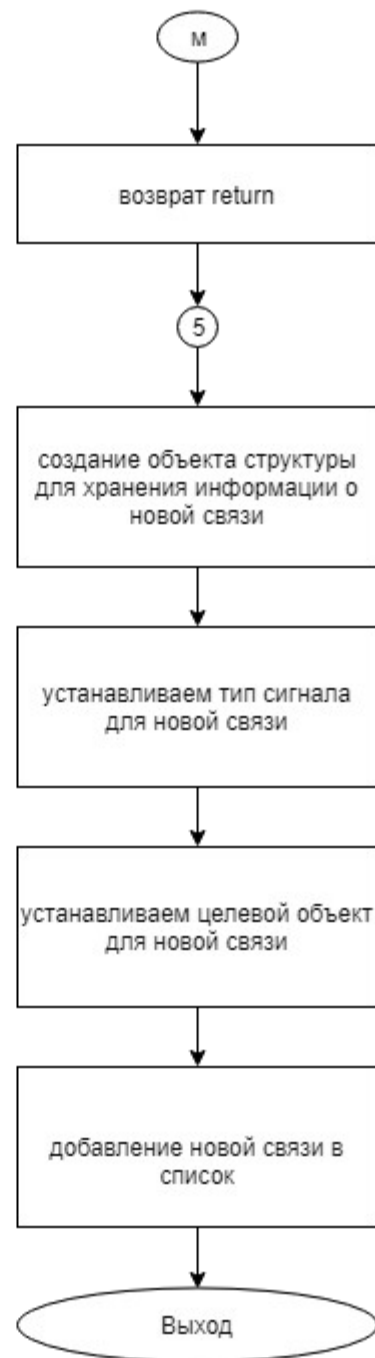 м
возврат return
5
создание объекта структуры
для хранения информации о
новой связи
устанавливаем тип сигнала
для новой связи
устанавливаем целевой объект
для новой связи
добавление новой связи в
список
Выход